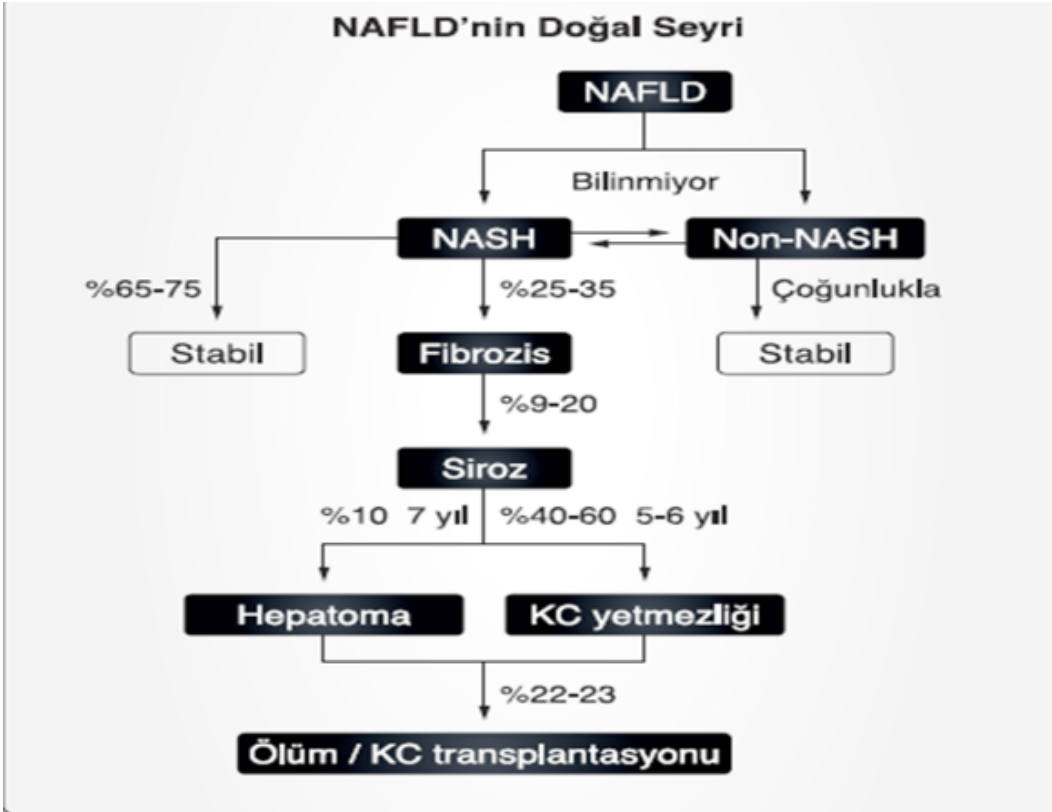 NAFLD'nin Doğal Seyri
NAFLD
Bilinmiyor
NASH
Non-NASH
%65-75
%25-35
Çoğunlukla
Stabil
Fibrozis
Stabil
%9-20
Siroz
%10 7 yıl
%40-60 5-6 yıl
Hepatoma
KC yetmezliği
%22-23
Ölüm / KC transplantasyonu